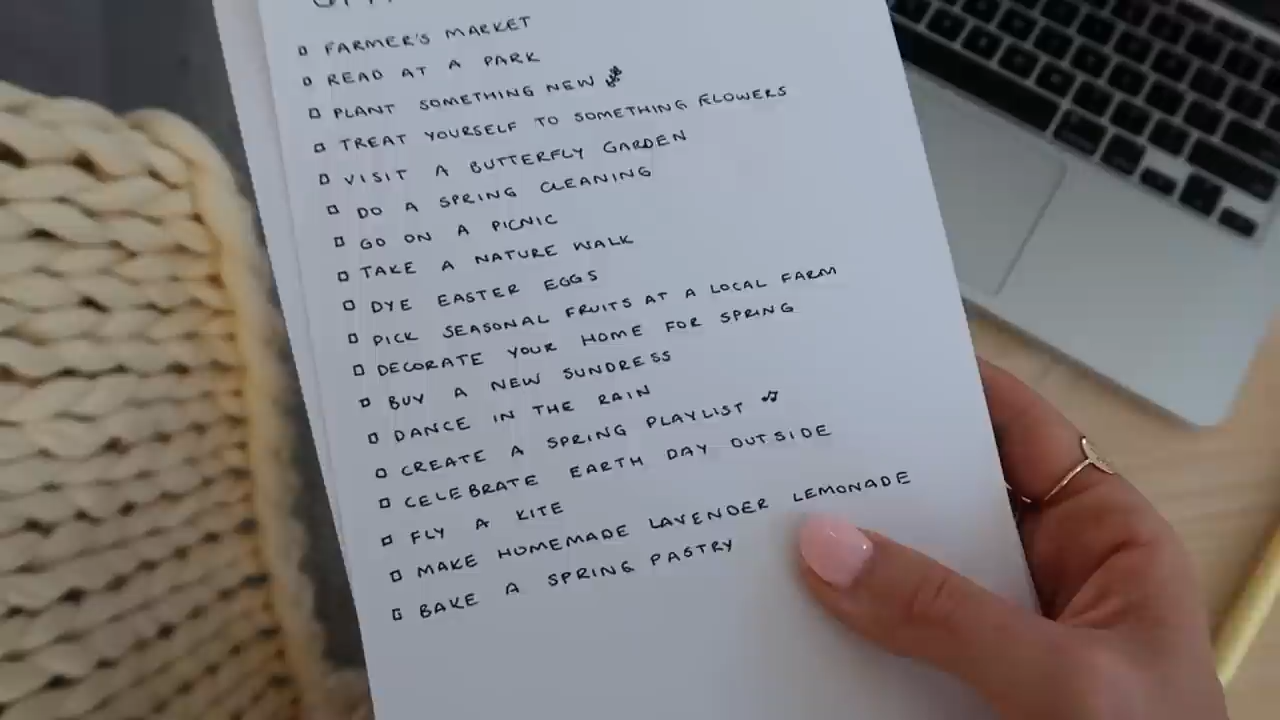 FARMER'S MARKET
READ AT A PARK
PLANT SOMETHING NEW
TREAT YOURSELF TO SOMETHING FLOWERS
VISIT A BUTTERFLY GARDEN
DO A SPRING CLEANING
GO ON A PICNIC
TAKE A NATURE WALK
DYE EASTER EGGS
PICK SEASONAL FRUITS AT A LOCAL FARM
DECORATE YOUR HOME FOR SPRING
BUY A NEW SUNDRESS
DANCE IN THE RAIN
CREATE A SPRING PLAYLIST
CELEBRATE EARTH DAY OUTSIDE
FLY A KITE
MAKE HOMEMADE LAVENDER LEMONADE
BAKE A SPRING PASTRY